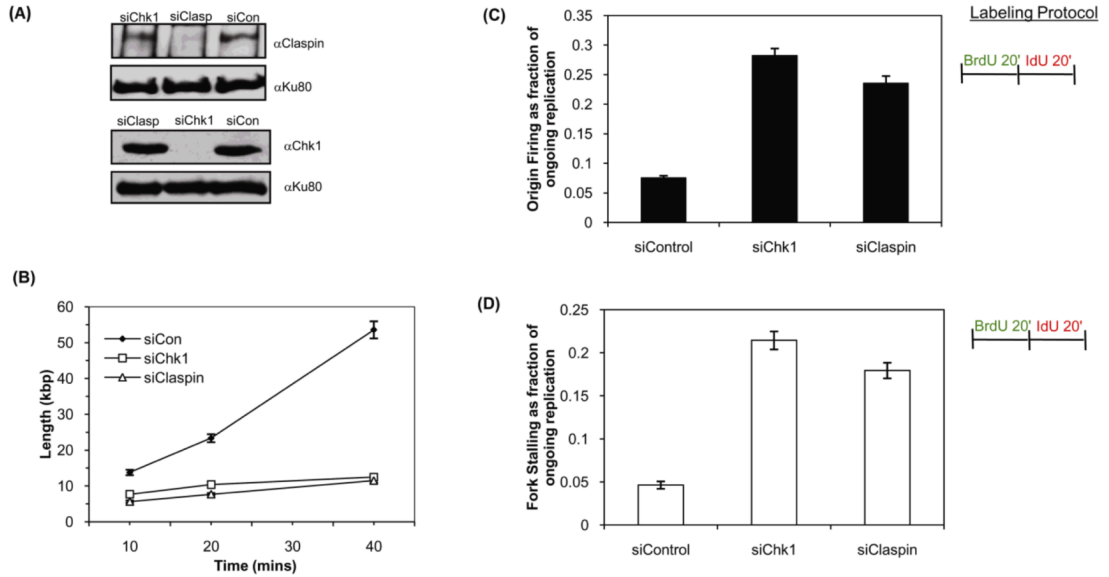 (A)
siChk1 siClasp siCon
αClaspin
αKu80
siClasp siChk1 siCon
αChk1
αKu80
(B)
Length (kbp)
60
50
40
30
20
10
0
siCon
siChk1
siClaspin
10 20 30 40
Time (mins)
(C)
Origin Firing as fraction of
ongoing replication
0.35
0.3
0.25
0.2
0.15
0.1
0.05
0
siControl siChk1 siClaspin
Labeling Protocol
BrdU 20' IdU 20'
(D)
Fork Stalling as fraction of
ongoing replication
0.25
0.2
0.15
0.1
0.05
0
siControl siChk1 siClaspin
BrdU 20' IdU 20'